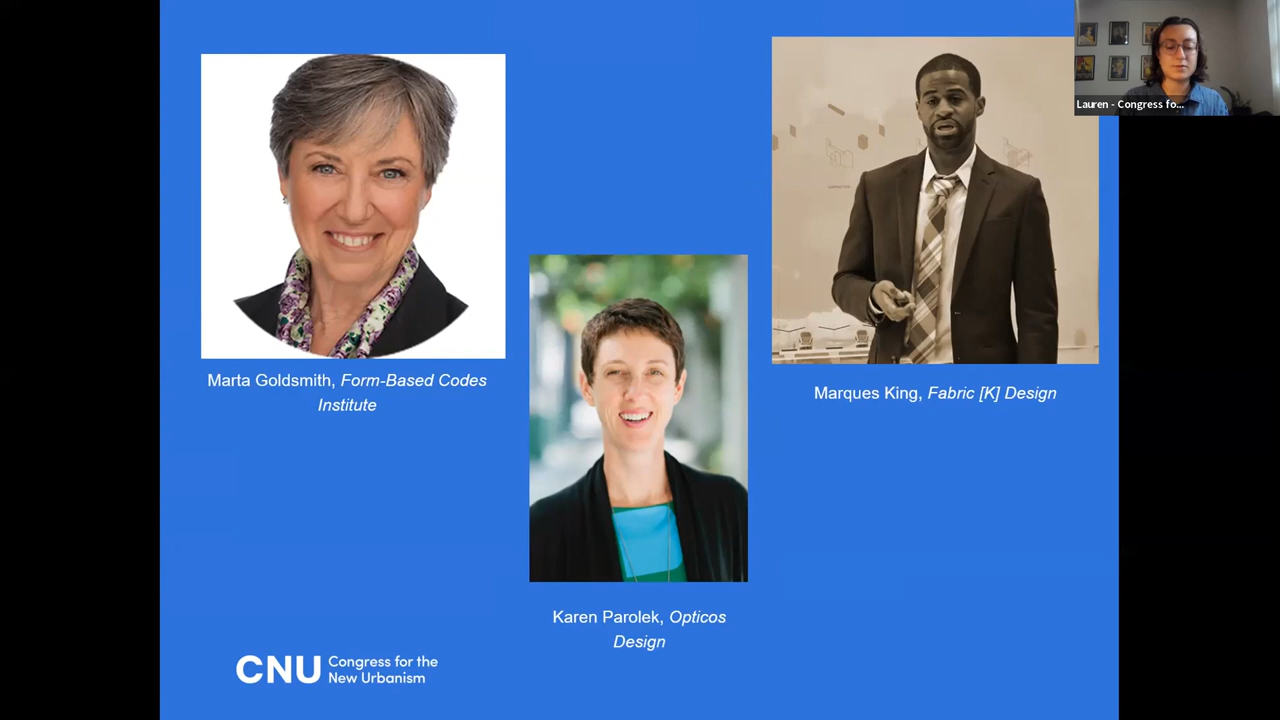 Lauren - Congress fo...
Marta Goldsmith, Form-Based Codes
Institute
Marques King, Fabric [K] Design
Karen Parolek, Opticos
Design
CNU Congress for the
New Urbanism